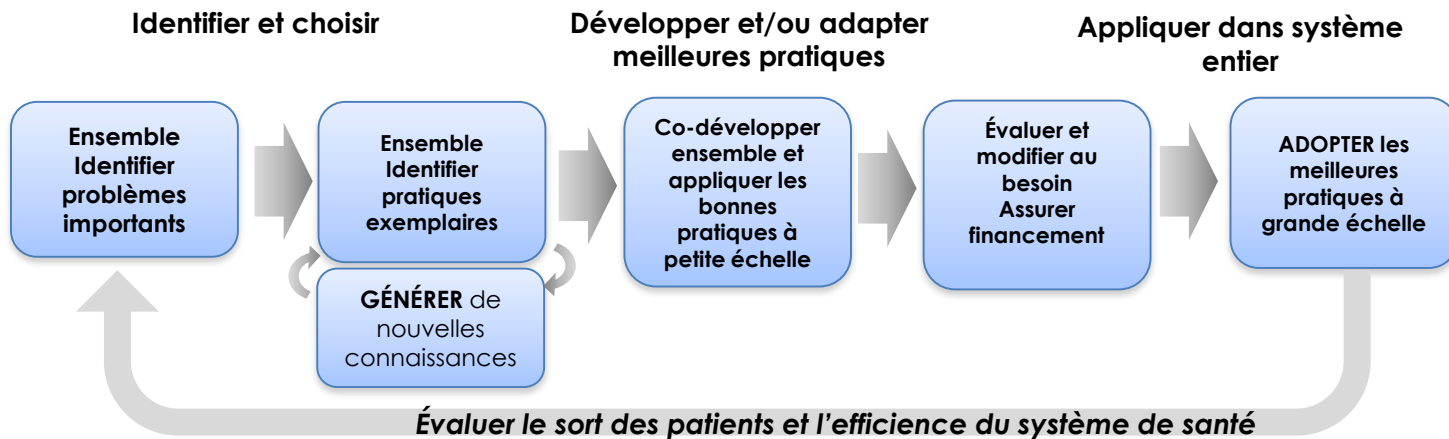 Identifier et choisir
Développer et/ou adapter
meilleures pratiques
Appliquer dans système
entier
Ensemble
Identifier
problèmes
importants
Ensemble
Identifier
pratiques
exemplaires
GÉNÉRER de
nouvelles
connaissances
Co-développer
ensemble et
appliquer les
bonnes
pratiques à
petite échelle
Évaluer et
modifier au
besoin
Assurer
financement
ADOPTER les
meilleures
pratiques à
grande échelle
Évaluer le sort des patients et l’efficience du système de santé